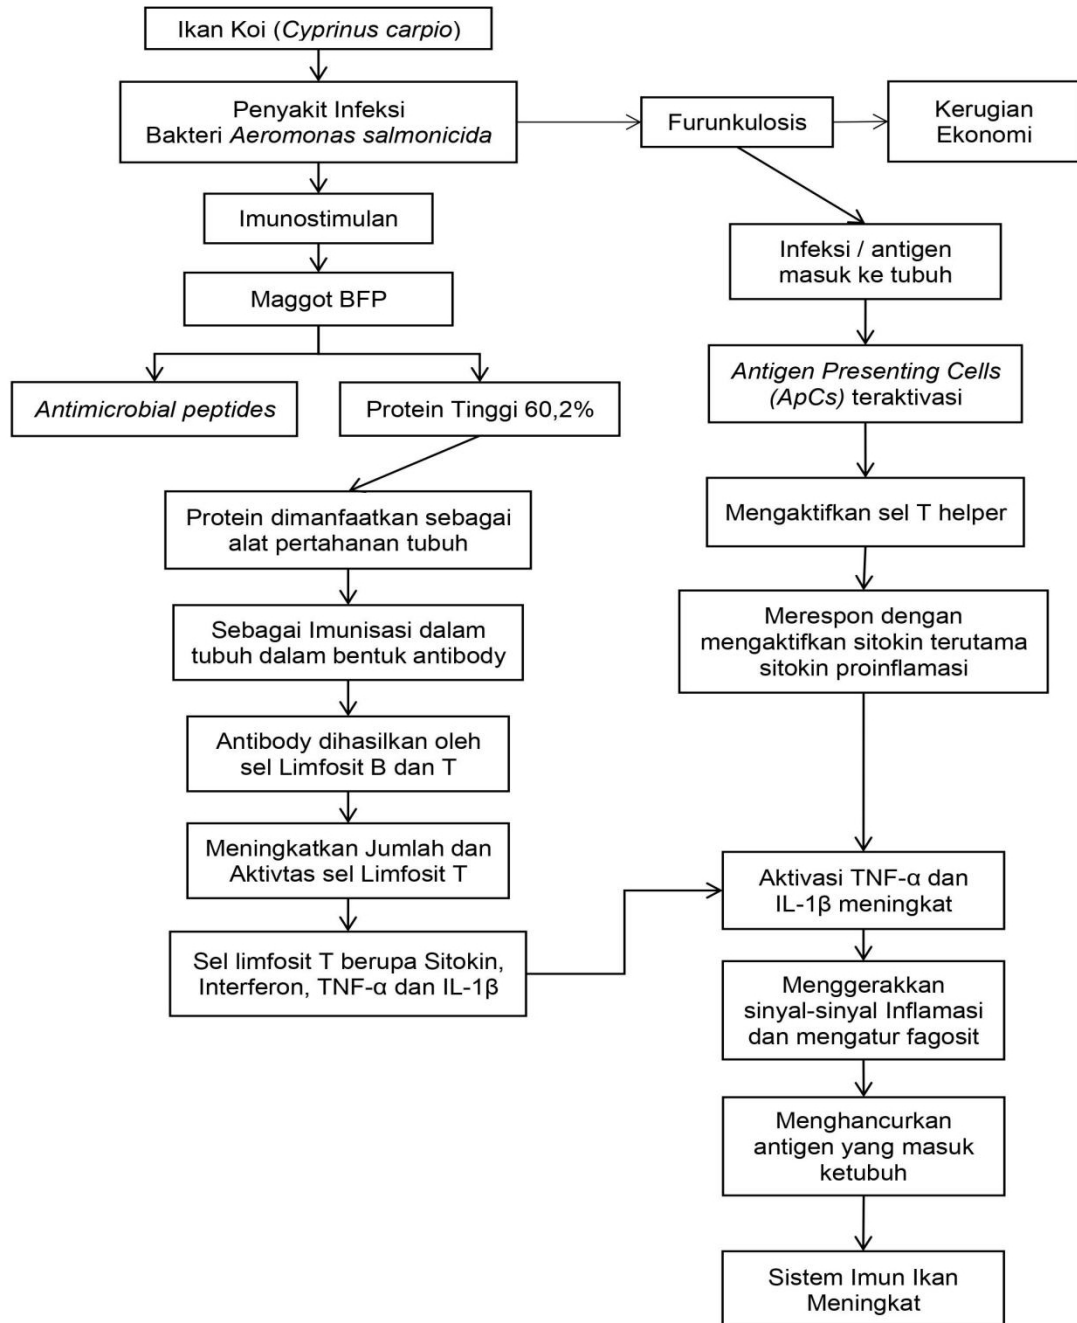 Ikan Koi (Cyprinus carpio)
Penyakit Infeksi
Bakteri Aeromonas salmonicida
Furunkulosis
Kerugian
Ekonomi
Imunostimulan
Maggot BFP
Antimicrobial peptides
Protein Tinggi 60,2%
Protein dimanfaatkan sebagai
alat pertahanan tubuh
Sebagai Imunisasi dalam
tubuh dalam bentuk antibody
Antibody dihasilkan oleh
sel Limfosit B dan T
Meningkatkan Jumlah dan
Aktivtas sel Limfosit T
Sel limfosit T berupa Sitokin,
Interferon, TNF-α dan IL-1β
Infeksi / antigen
masuk ke tubuh
Antigen Presenting Cells
(ApCs) teraktivasi
Mengaktifkan sel T helper
Merespon dengan
mengaktifkan sitokin terutama
sitokin proinflamasi
Aktivasi TNF-α dan
IL-1β meningkat
Menggerakkan
sinyal-sinyal Inflamasi
dan mengatur fagosit
Menghancurkan
antigen yang masuk
ketubuh
Sistem Imun Ikan
Meningkat